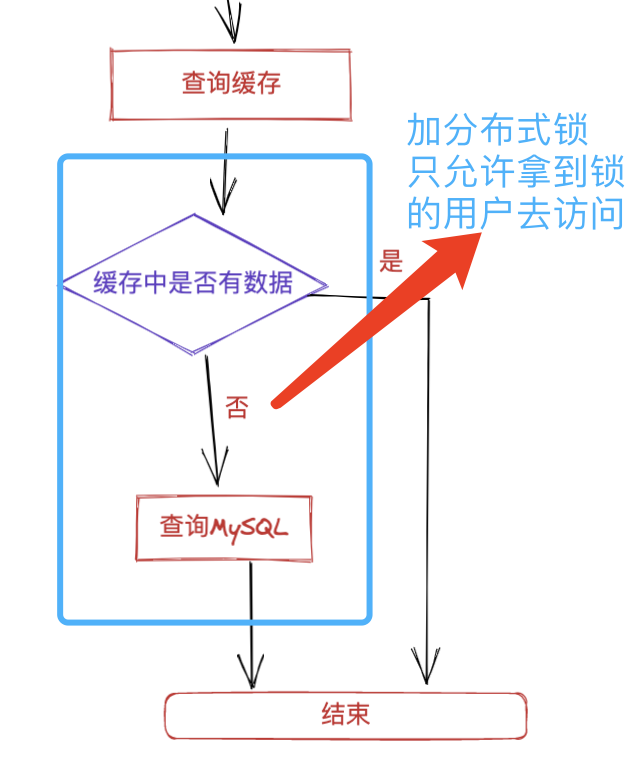 查询缓存
加分布式锁
只允许拿到锁
的用户去访问
是
缓存中是否有数据
否
查询MySQL
结束